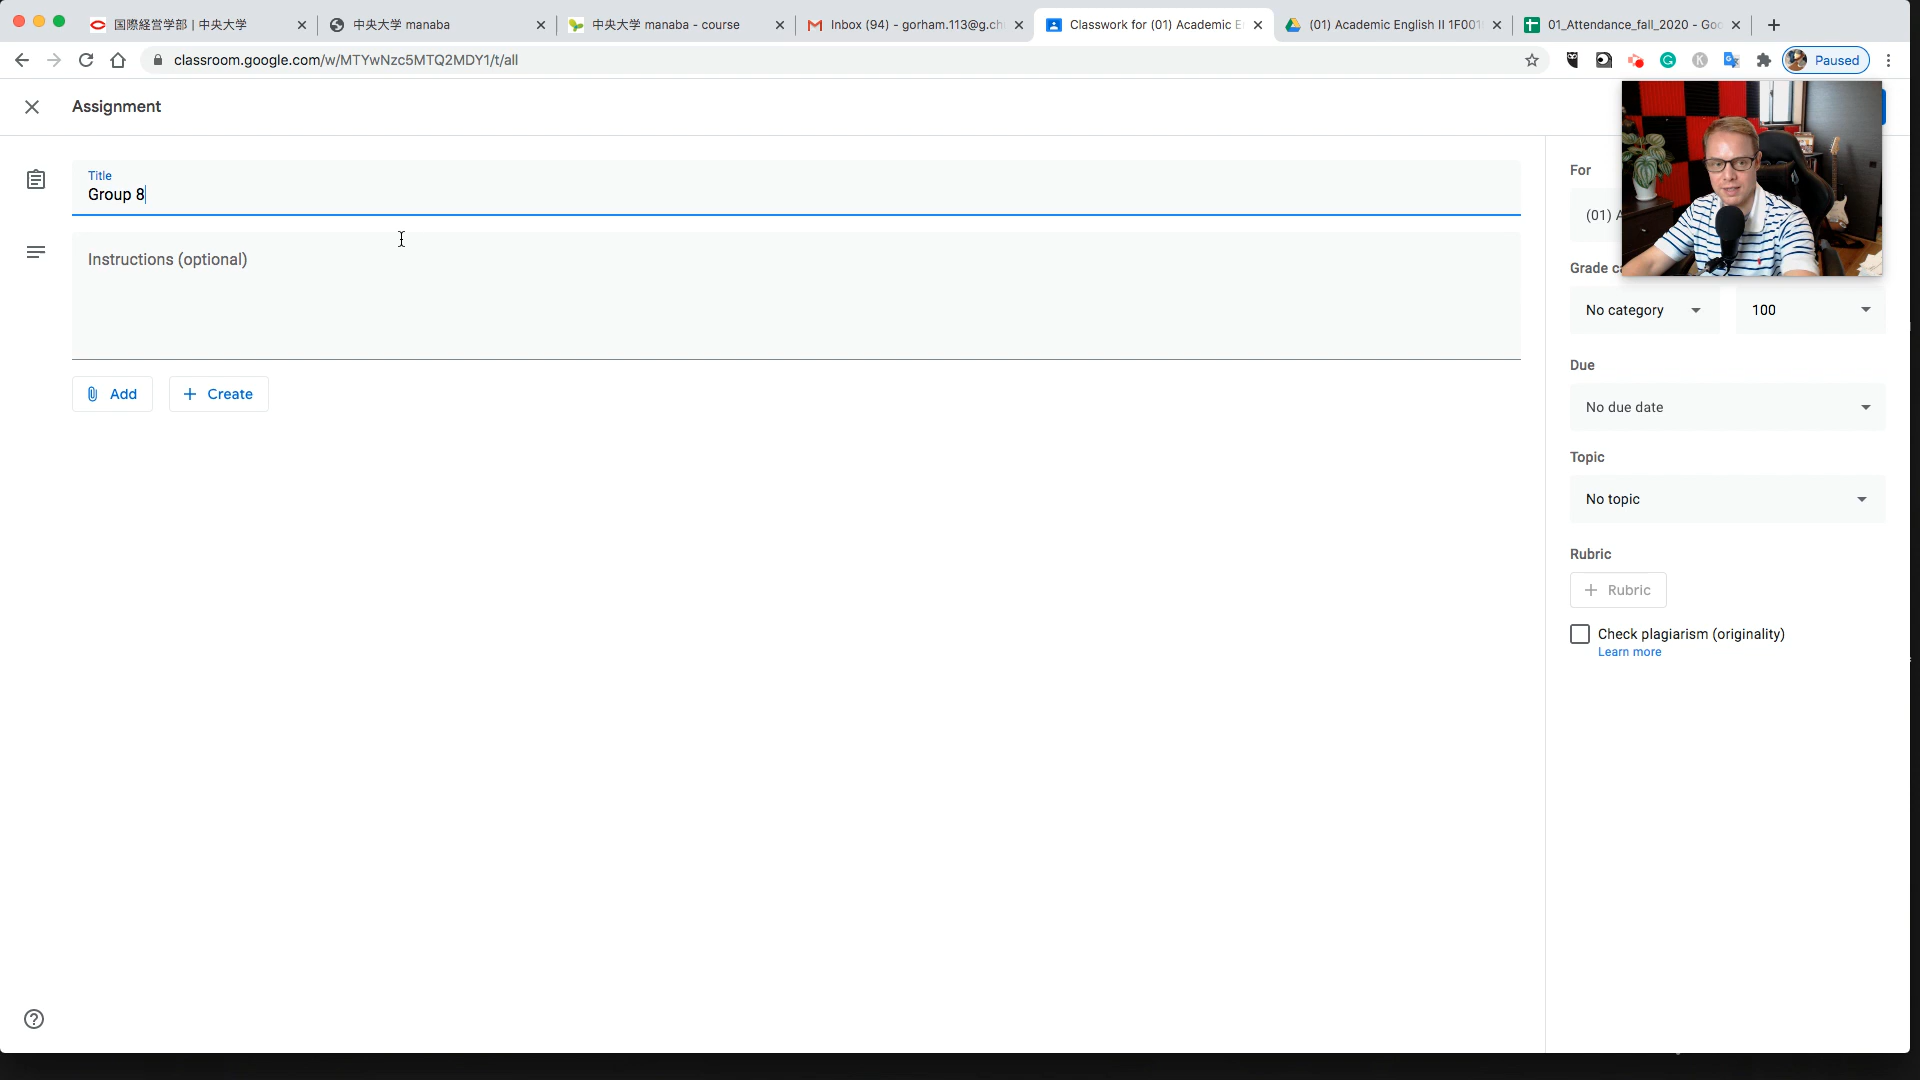 国際経営学部 | 中央大学
中央大学 manaba
中央大学 manaba - course
Inbox (94) - gorham.113@g.ch
Classwork for (01) Academic E
(01) Academic English II 1F001
01_Attendance_fall_2020 - Goo
classroom.google.com/w/MTYwNzc5MTQ2MDY1/t/all
Paused
Assignment
Title
Group 8
Instructions (optional)
Add
Create
For
(01) A
Grade ca
No category
100
Due
No due date
Topic
No topic
Rubric
Rubric
Check plagiarism (originality)
Learn more